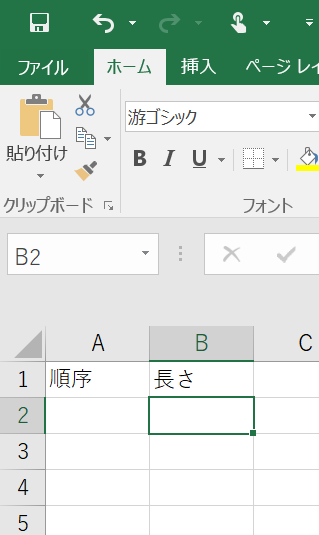 ファイル ホーム 挿入 ページ レイ
貼り付け
游ゴシック
B I U
クリップボード フォント
B2
A B C
1 順序 長さ
2
3
4
5